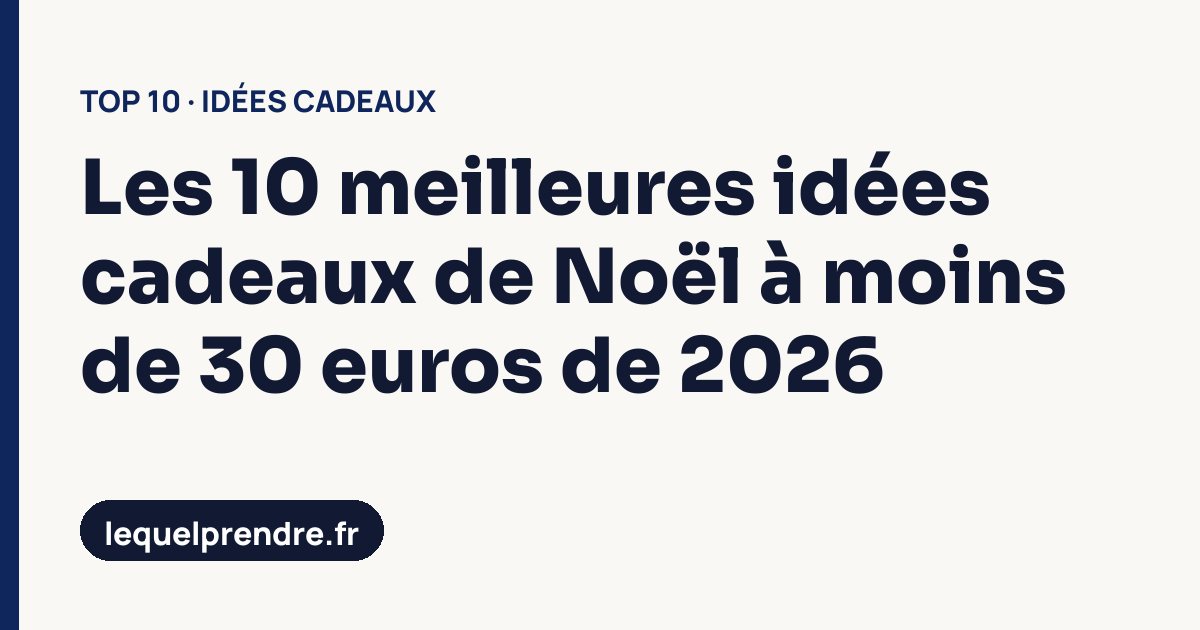 TOP 10 · IDÉES CADEAUX
Les 10 meilleures idées
cadeaux de Noël à moins
de 30 euros de 2026
lequelprendre.fr